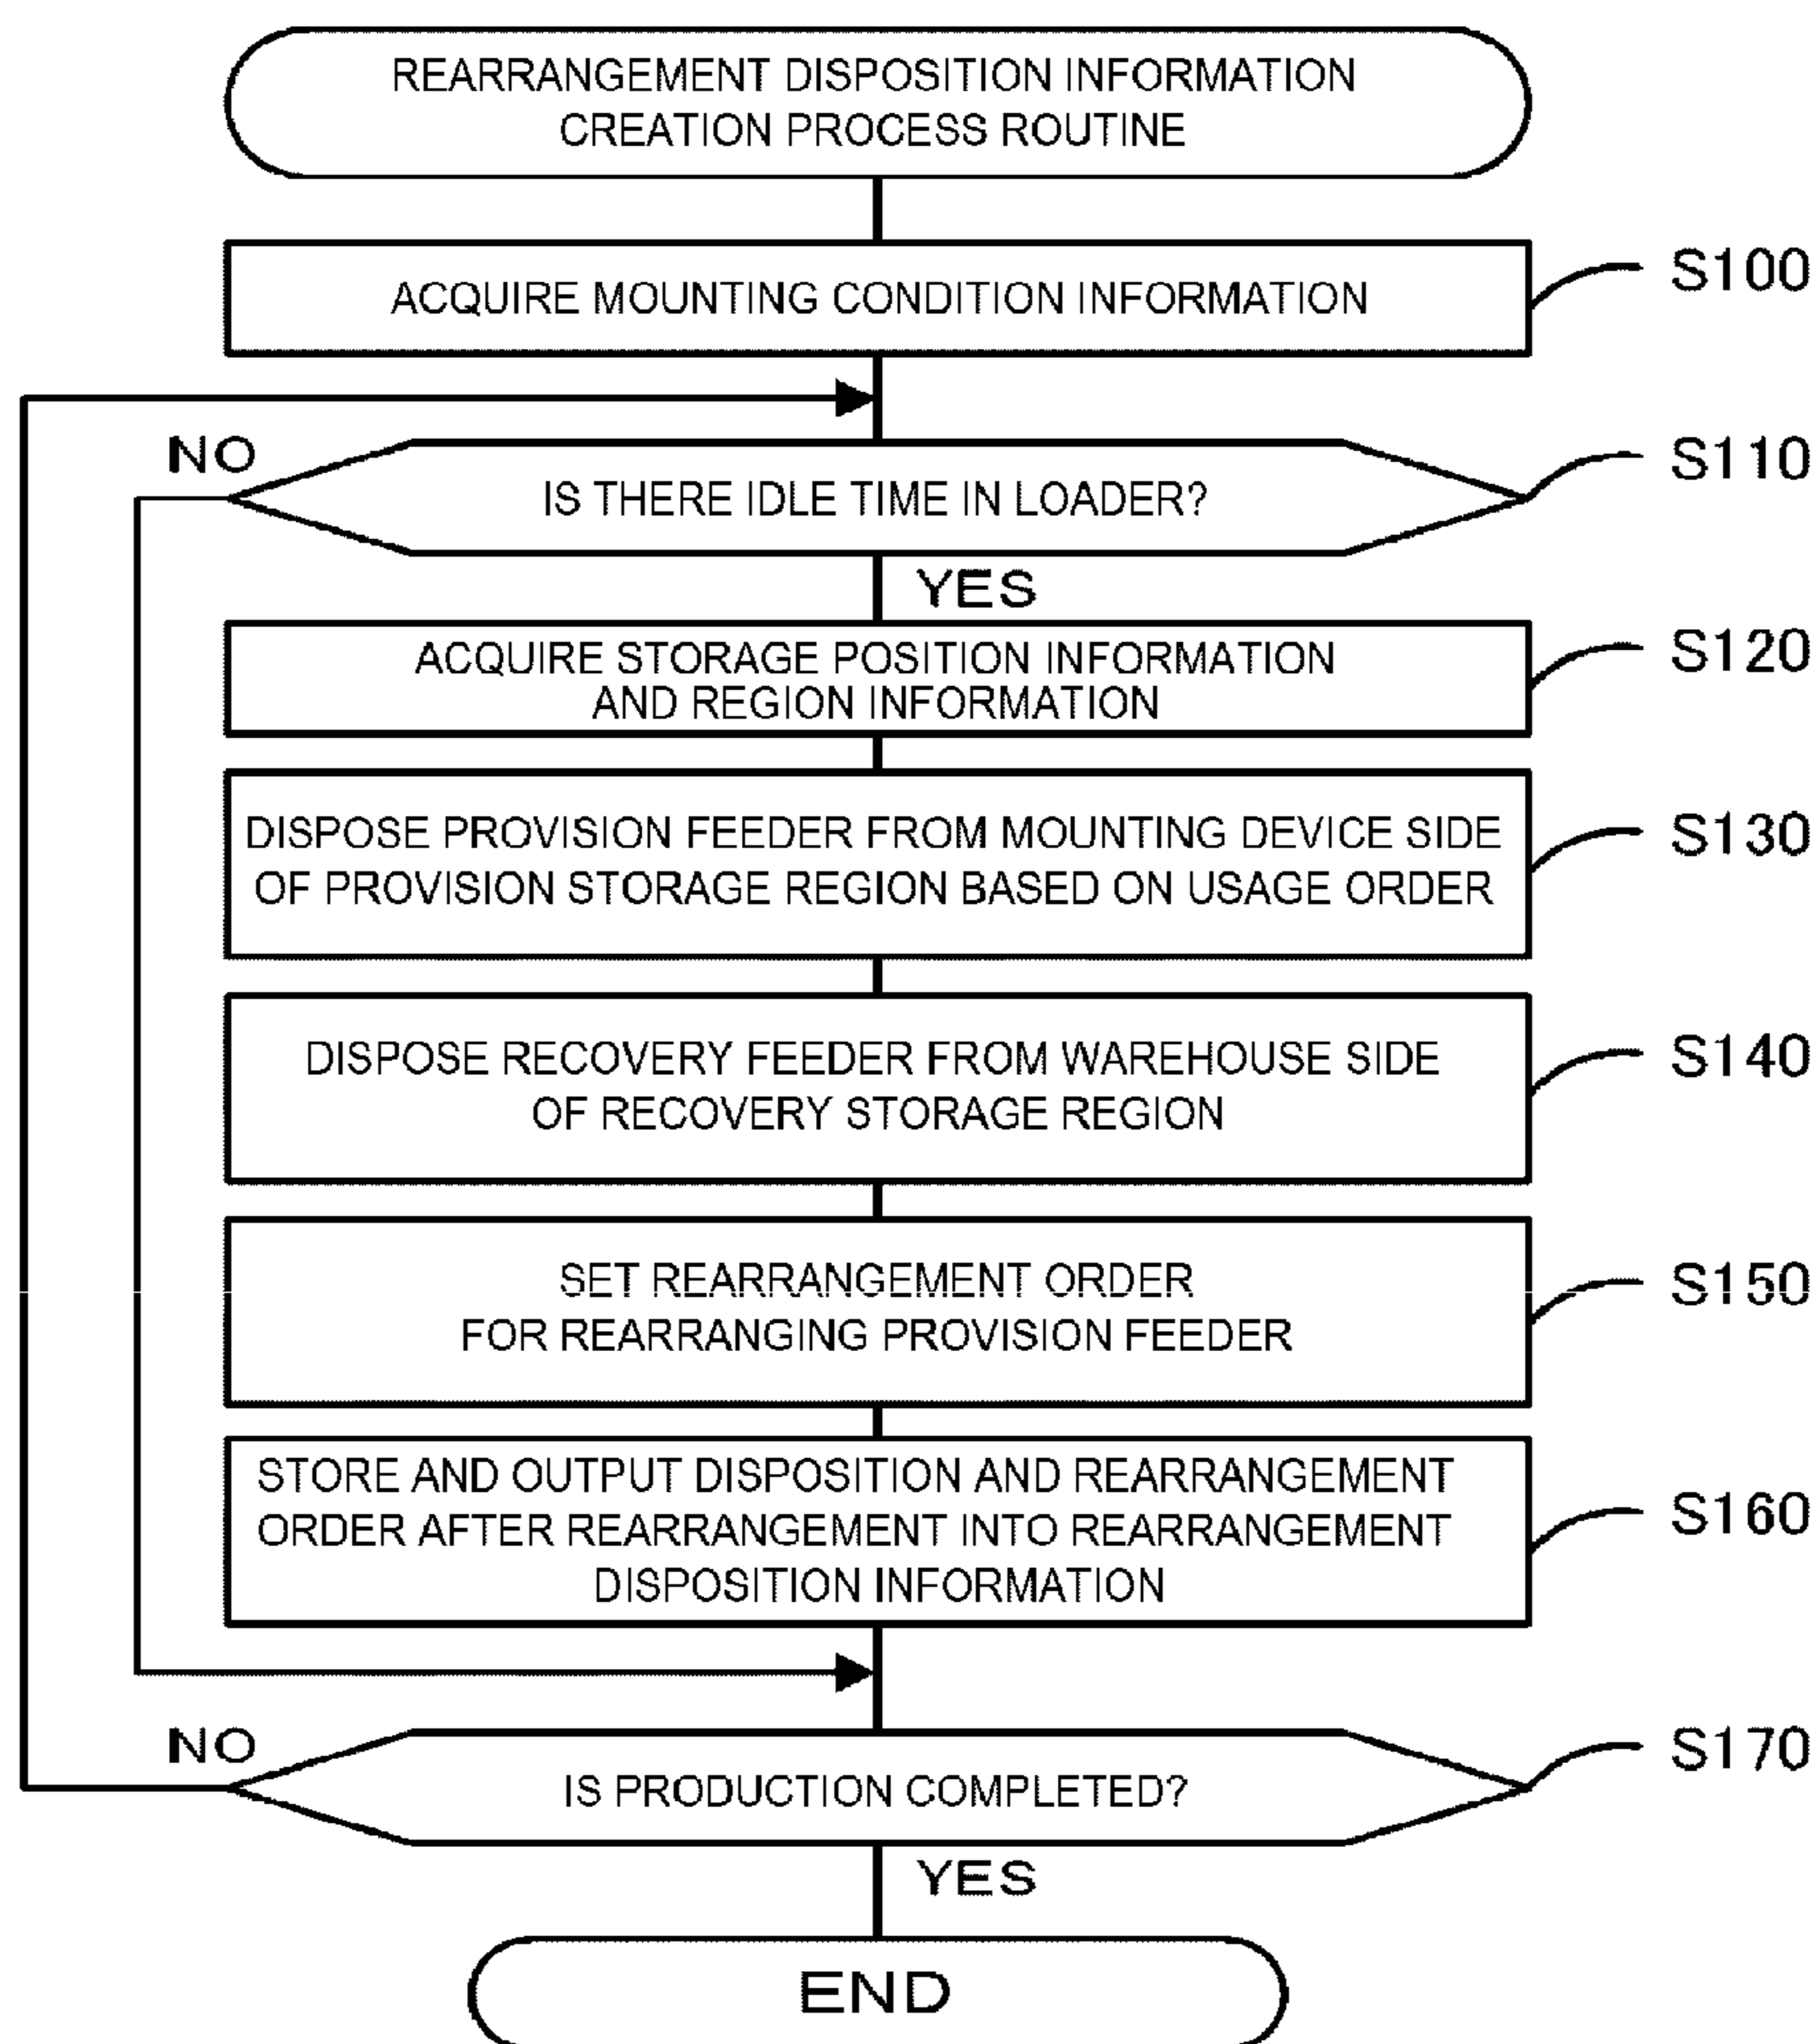 REARRANGEMENT DISPOSITION INFORMATION
CREATION PROCESS ROUTINE
ACQUIRE MOUNTING CONDITION INFORMATION
S100
NO
IS THERE IDLE TIME IN LOADER?
S110
YES
ACQUIRE STORAGE POSITION INFORMATION
AND REGION INFORMATION
S120
DISPOSE PROVISION FEEDER FROM MOUNTING DEVICE SIDE
OF PROVISION STORAGE REGION BASED ON USAGE ORDER
S130
DISPOSE RECOVERY FEEDER FROM WAREHOUSE SIDE
OF RECOVERY STORAGE REGION
S140
SET REARRANGEMENT ORDER
FOR REARRANGING PROVISION FEEDER
S150
STORE AND OUTPUT DISPOSITION AND REARRANGEMENT
ORDER AFTER REARRANGEMENT INTO REARRANGEMENT
DISPOSITION INFORMATION
S160
NO
IS PRODUCTION COMPLETED?
S170
YES
END